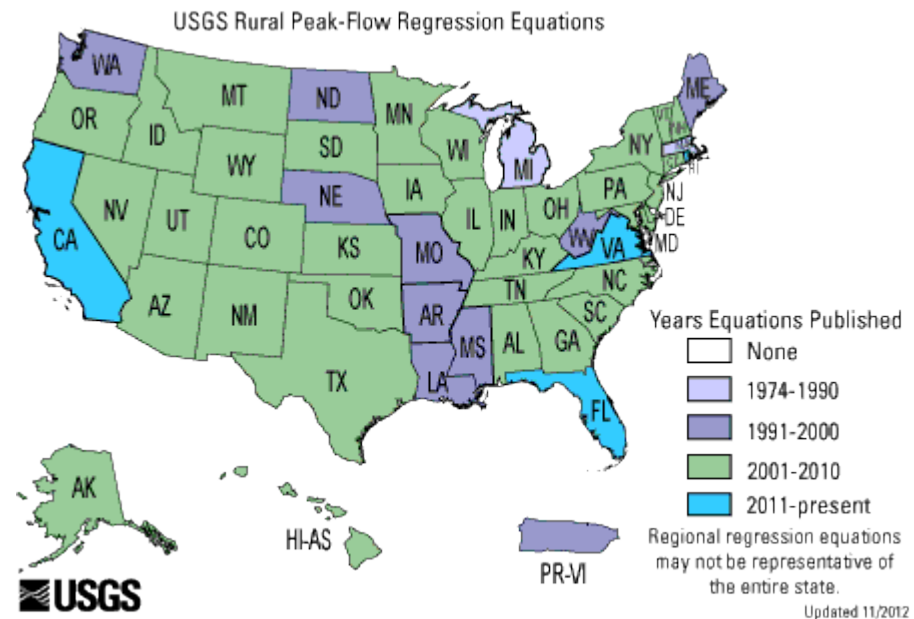 USGS Rural Peak-Flow Regression Equations
WA
MT
ND
MN
ME
VT
NH
OR
ID
WY
SD
WI
MI
NY
MA
RI
NE
IA
PA
NJ
NV
UT
CO
KS
IL
IN
OH
DE
MD
CA
MO
KY
WV
VA
AZ
NM
OK
AR
TN
NC
SC
TX
LA
MS
AL
GA
FL
Years Equations Published
None
1974-1990
1991-2000
2001-2010
2011-present
AK
HI-AS
PR-VI
Regional regression equations
may not be representative of
the entire state.
USGS
Updated 11/2012